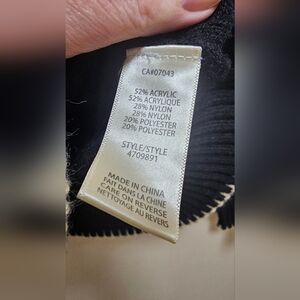 CA#07043
52% ACRYLIC
52% ACRYLIQUE
28% NYLON
28% NYLON
20% POLYESTER
20% POLYESTER
STYLE/STYLE
4709891
MADE IN CHINA
FAIT DANS LA CHINE
CARE ON REVERSE
NETTOYAGE AU REVERS